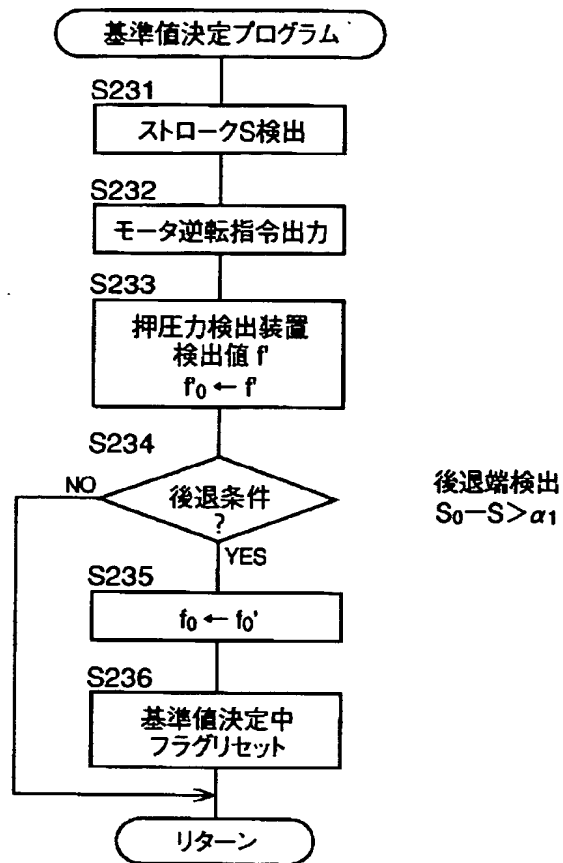 基準値決定プログラム
S231
ストロークS検出
S232
モータ逆転指令出力
S233
押圧力検出装置
検出値 f'
f'0 ← f'
S234
NO
後退条件
?
後退端検出
S0−S>α1
YES
S235
f0 ← f0'
S236
基準値決定中
フラグリセット
リターン